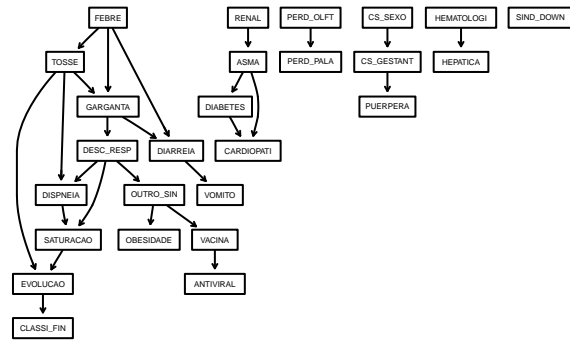 FEBRE RENAL PERD_OLFT CS_SEXO HEMATOLOGI SIND_DOWN
TOSSE ASMA PERD_PALA CS_GESTANT HEPATICA
GARGANTA DIABETES PUERPERA
DESC_RESP DIARREIA CARDIOPATI
DISPNEIA OUTRO_SIN VOMITO
SATURACAO OBESIDADE VACINA
EVOLUCAO ANTIVIRAL
CLASSI_FIN